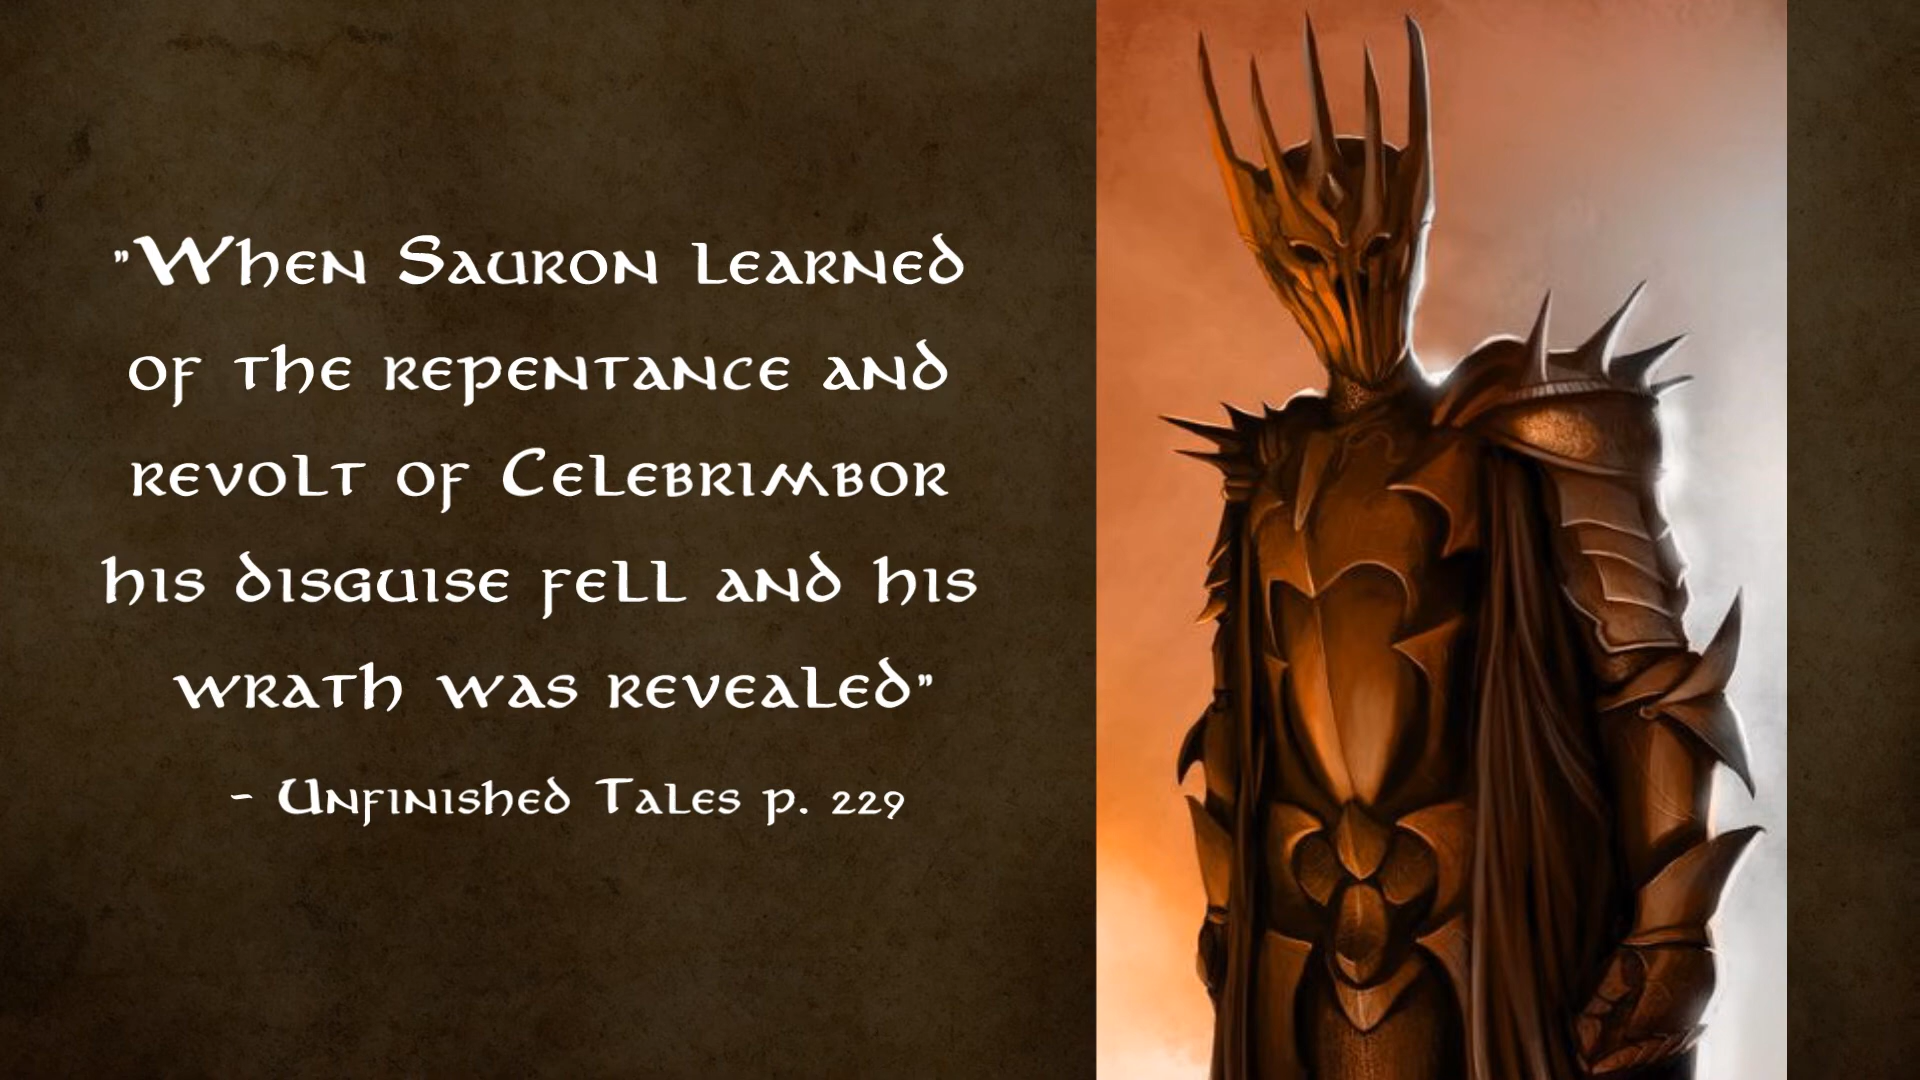 "When Sauron learned
of the repentance and
revolt of Celebrimbor
his disguise fell and his
wrath was revealed"
- Unfinished Tales p. 229